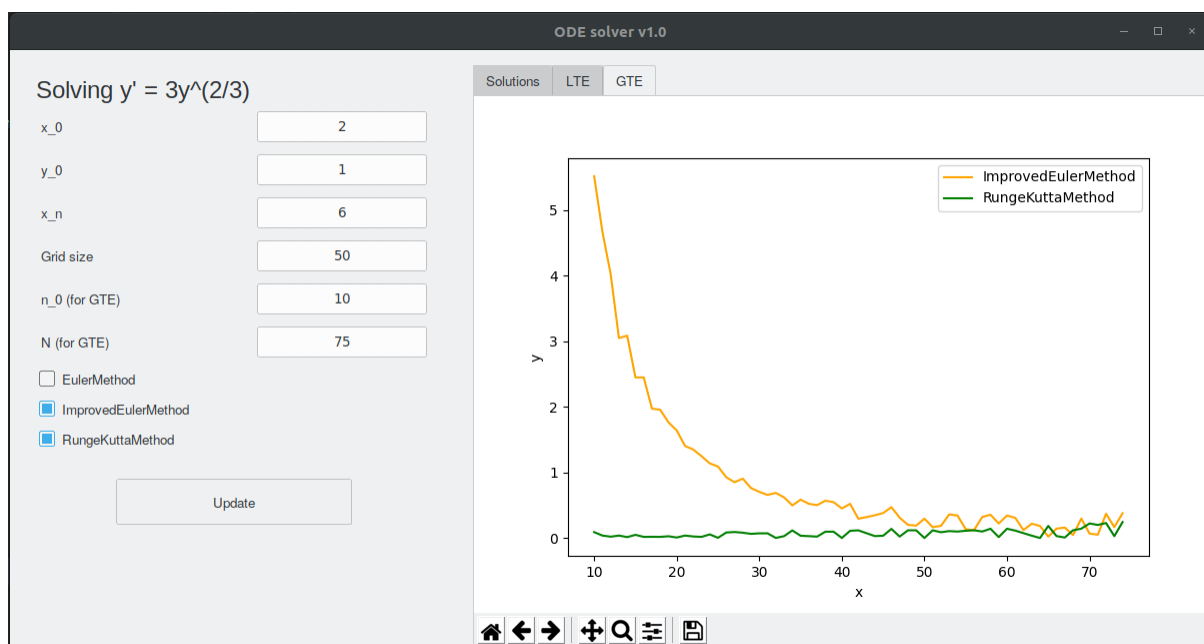 ODE solver v1.0
Solving y' = 3y^(2/3)
x_0 2
y_0 1
x_n 6
Grid size 50
n_0 (for GTE) 10
N (for GTE) 75
EulerMethod
ImprovedEulerMethod
RungeKuttaMethod
Update
Solutions LTE GTE
ImprovedEulerMethod
RungeKuttaMethod
5
4
3
2
1
0
y
10 20 30 40 50 60 70
x